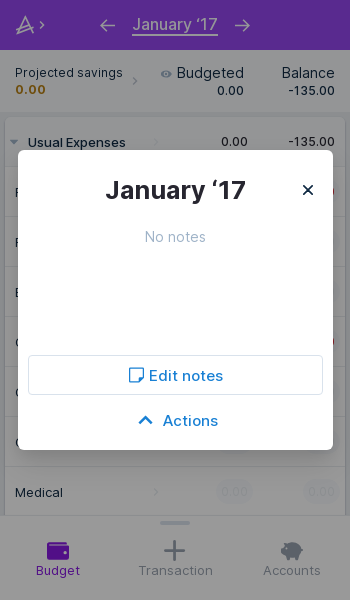 January ‘17
Projected savings
0.00
Budgeted
0.00
Balance
-135.00
Usual Expenses
0.00
-135.00
January ‘17
No notes
Edit notes
Actions
Medical
0.00
0.00
Budget
Transaction
Accounts